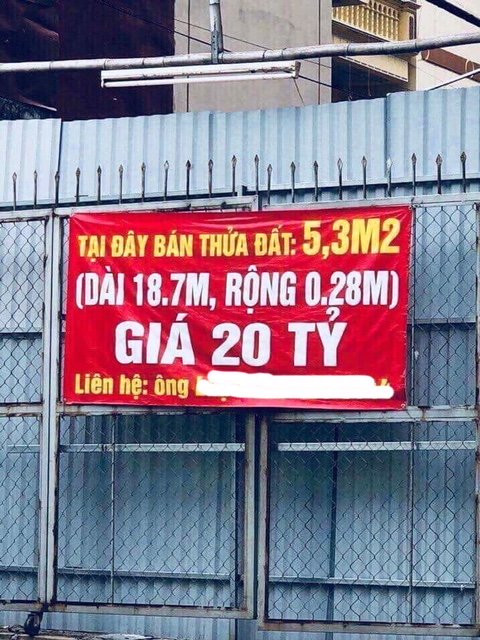 TẠI ĐÂY BÁN THỬA ĐẤT: 5,3M2
(DÀI 18.7M, RỘNG 0.28M)
GIÁ 20 TỶ
Liên hệ: ông